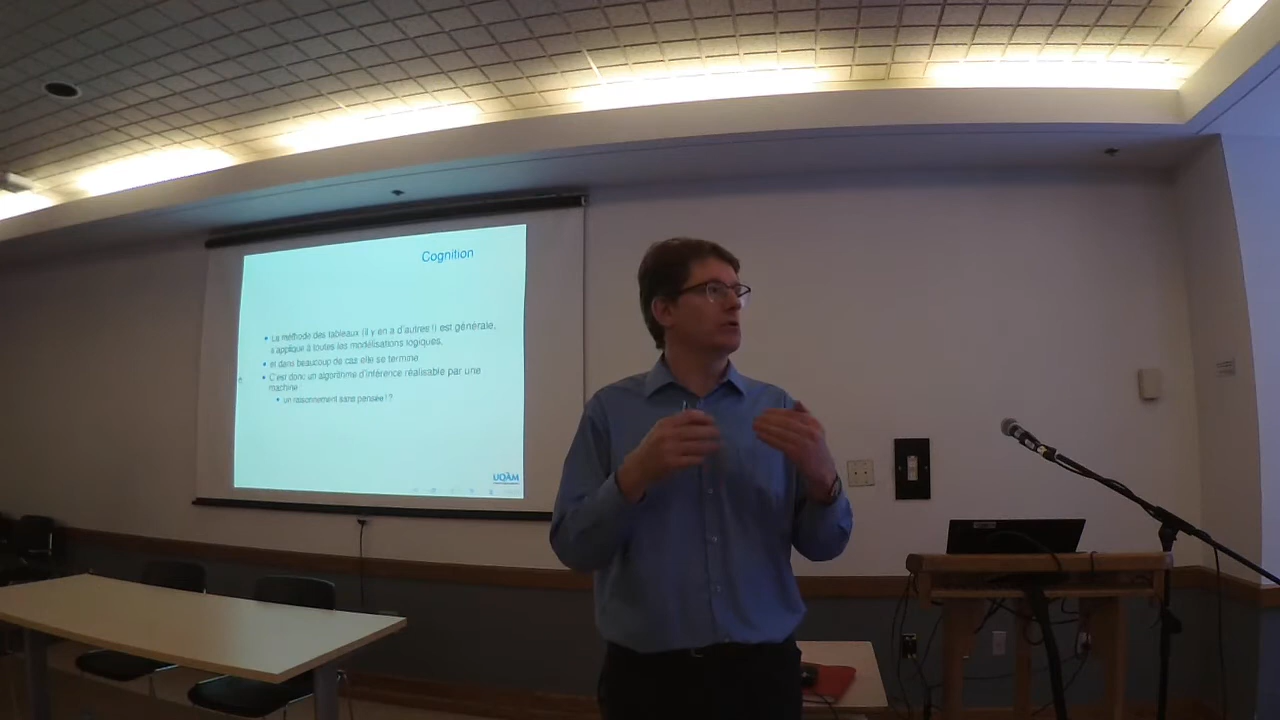 Cognition
La méthode des tableaux (il y en a d'autres !) est générale,
s'applique à toutes les modélisations logiques,
et dans beaucoup de cas elle se termine
C'est donc un algorithme d'inférence réalisable par une
machine
un raisonnement sans pensée ! ?
UQÀM